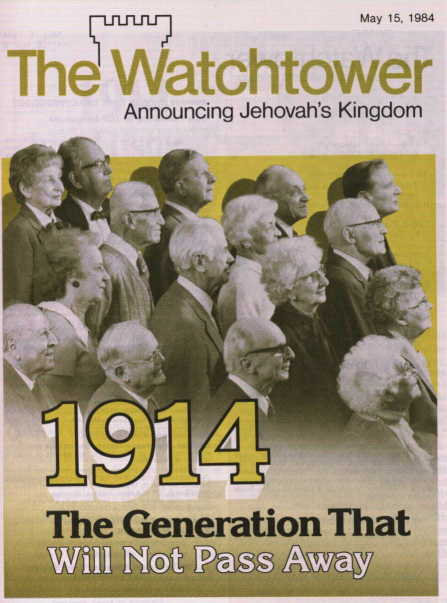 May 15, 1984
The Watchtower
Announcing Jehovah's Kingdom
1914
The Generation That
Will Not Pass Away